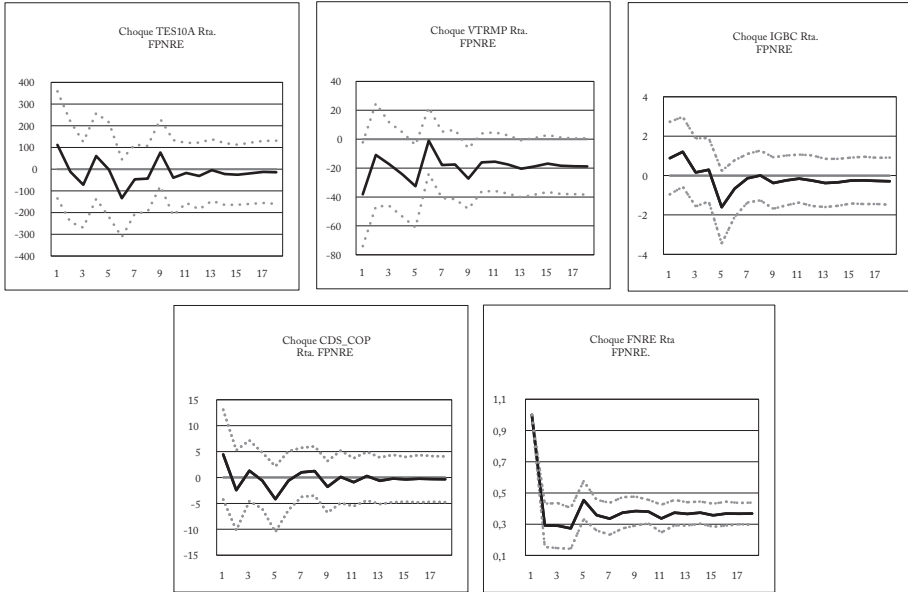 Choque TES10A Rta.
FPNRE
400
300
200
100
0
-100
-200
-300
-400
1 3 5 7 9 11 13 15 17
Choque VTRMP Rta.
FPNRE
40
20
0
-20
-40
-60
-80
1 3 5 7 9 11 13 15 17
Choque IGBC Rta.
FPNRE
4
2
0
-2
-4
1 3 5 7 9 11 13 15 17
Choque CDS_COP
Rta. FPNRE
15
10
5
0
-5
-10
-15
1 3 5 7 9 11 13 15 17
Choque FNRE Rta
FPNRE.
1,1
0,9
0,7
0,5
0,3
0,1
1 3 5 7 9 11 13 15 17